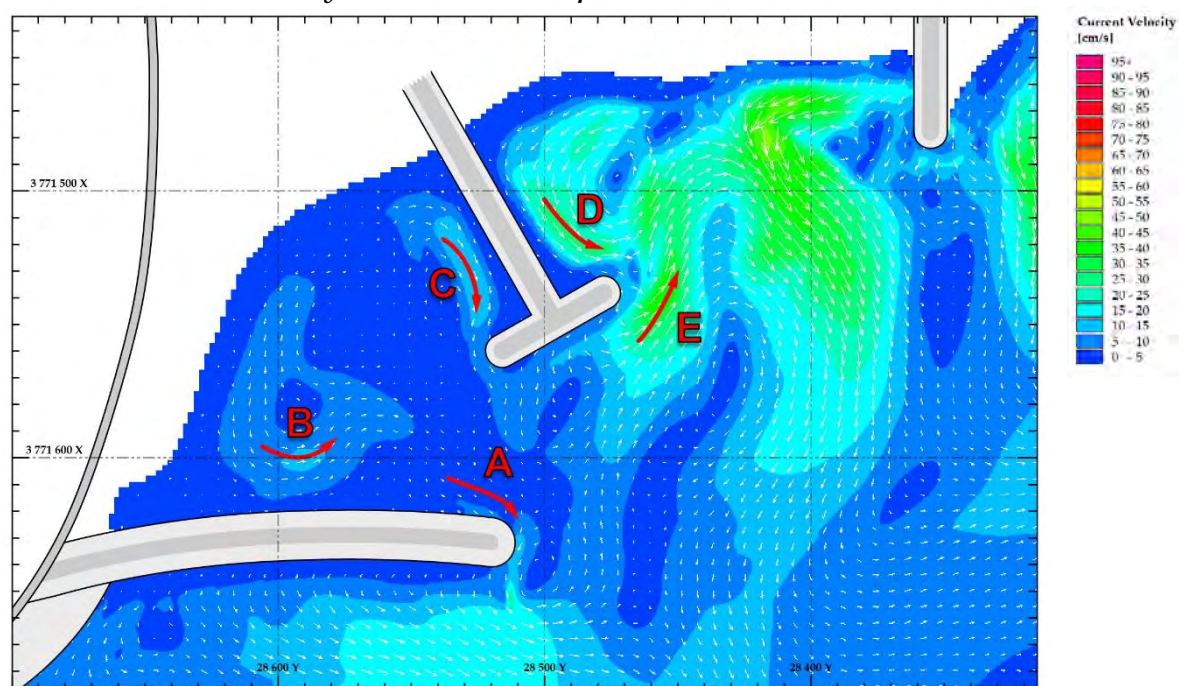 Current Velocity
[cm/s]
95+
90 - 95
85 - 90
80 - 85
75 - 80
70 - 75
65 - 70
60 - 65
55 - 60
50 - 55
45 - 50
40 - 45
35 - 40
30 - 35
25 - 30
20 - 25
15 - 20
10 - 15
5 - 10
0 - 5
3 771 500 X
D
C
E
B
3 771 600 X
A
28 600 Y
28 500 Y
28 400 Y